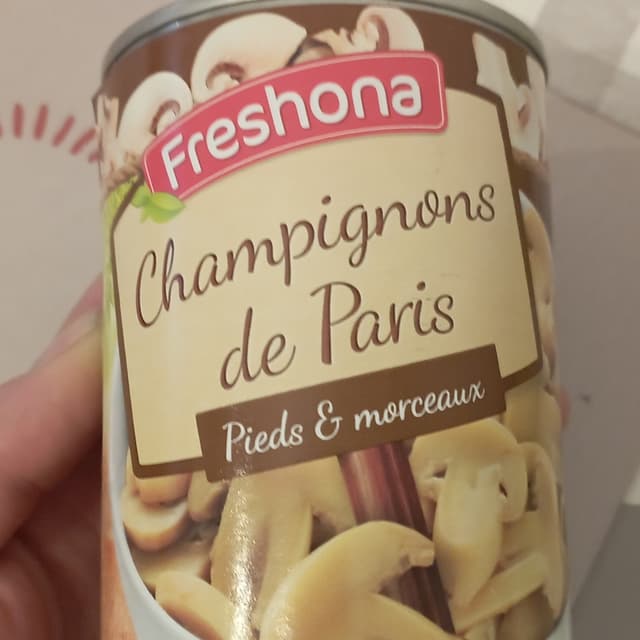 Freshona
Champignons
de Paris
Pieds & morceaux